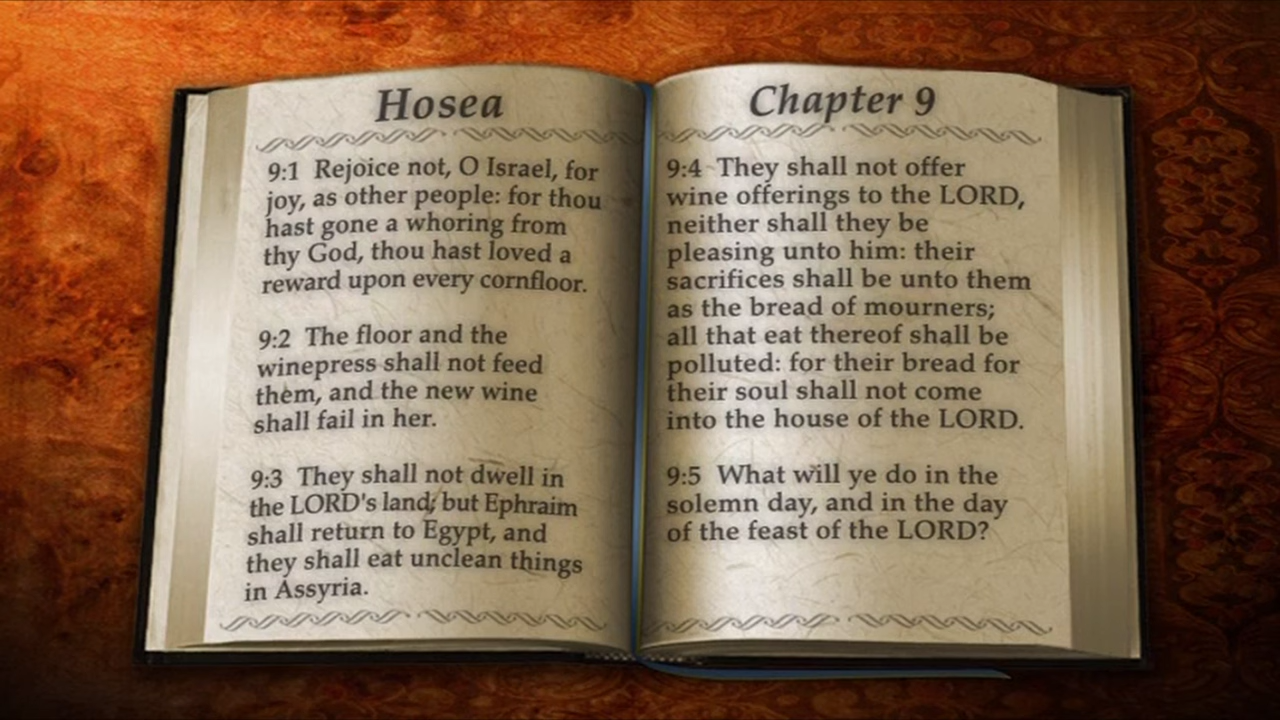 Hosea
9:1 Rejoice not, O Israel, for
joy, as other people: for thou
hast gone a whoring from
thy God, thou hast loved a
reward upon every cornfloor.
9:2 The floor and the
winepress shall not feed
them, and the new wine
shall fail in her.
9:3 They shall not dwell in
the LORD's land; but Ephraim
shall return to Egypt, and
they shall eat unclean things
in Assyria.
Chapter 9
9:4 They shall not offer
wine offerings to the LORD,
neither shall they be
pleasing unto him: their
sacrifices shall be unto them
as the bread of mourners;
all that eat thereof shall be
polluted: for their bread for
their soul shall not come
into the house of the LORD.
9:5 What will ye do in the
solemn day, and in the day
of the feast of the LORD?